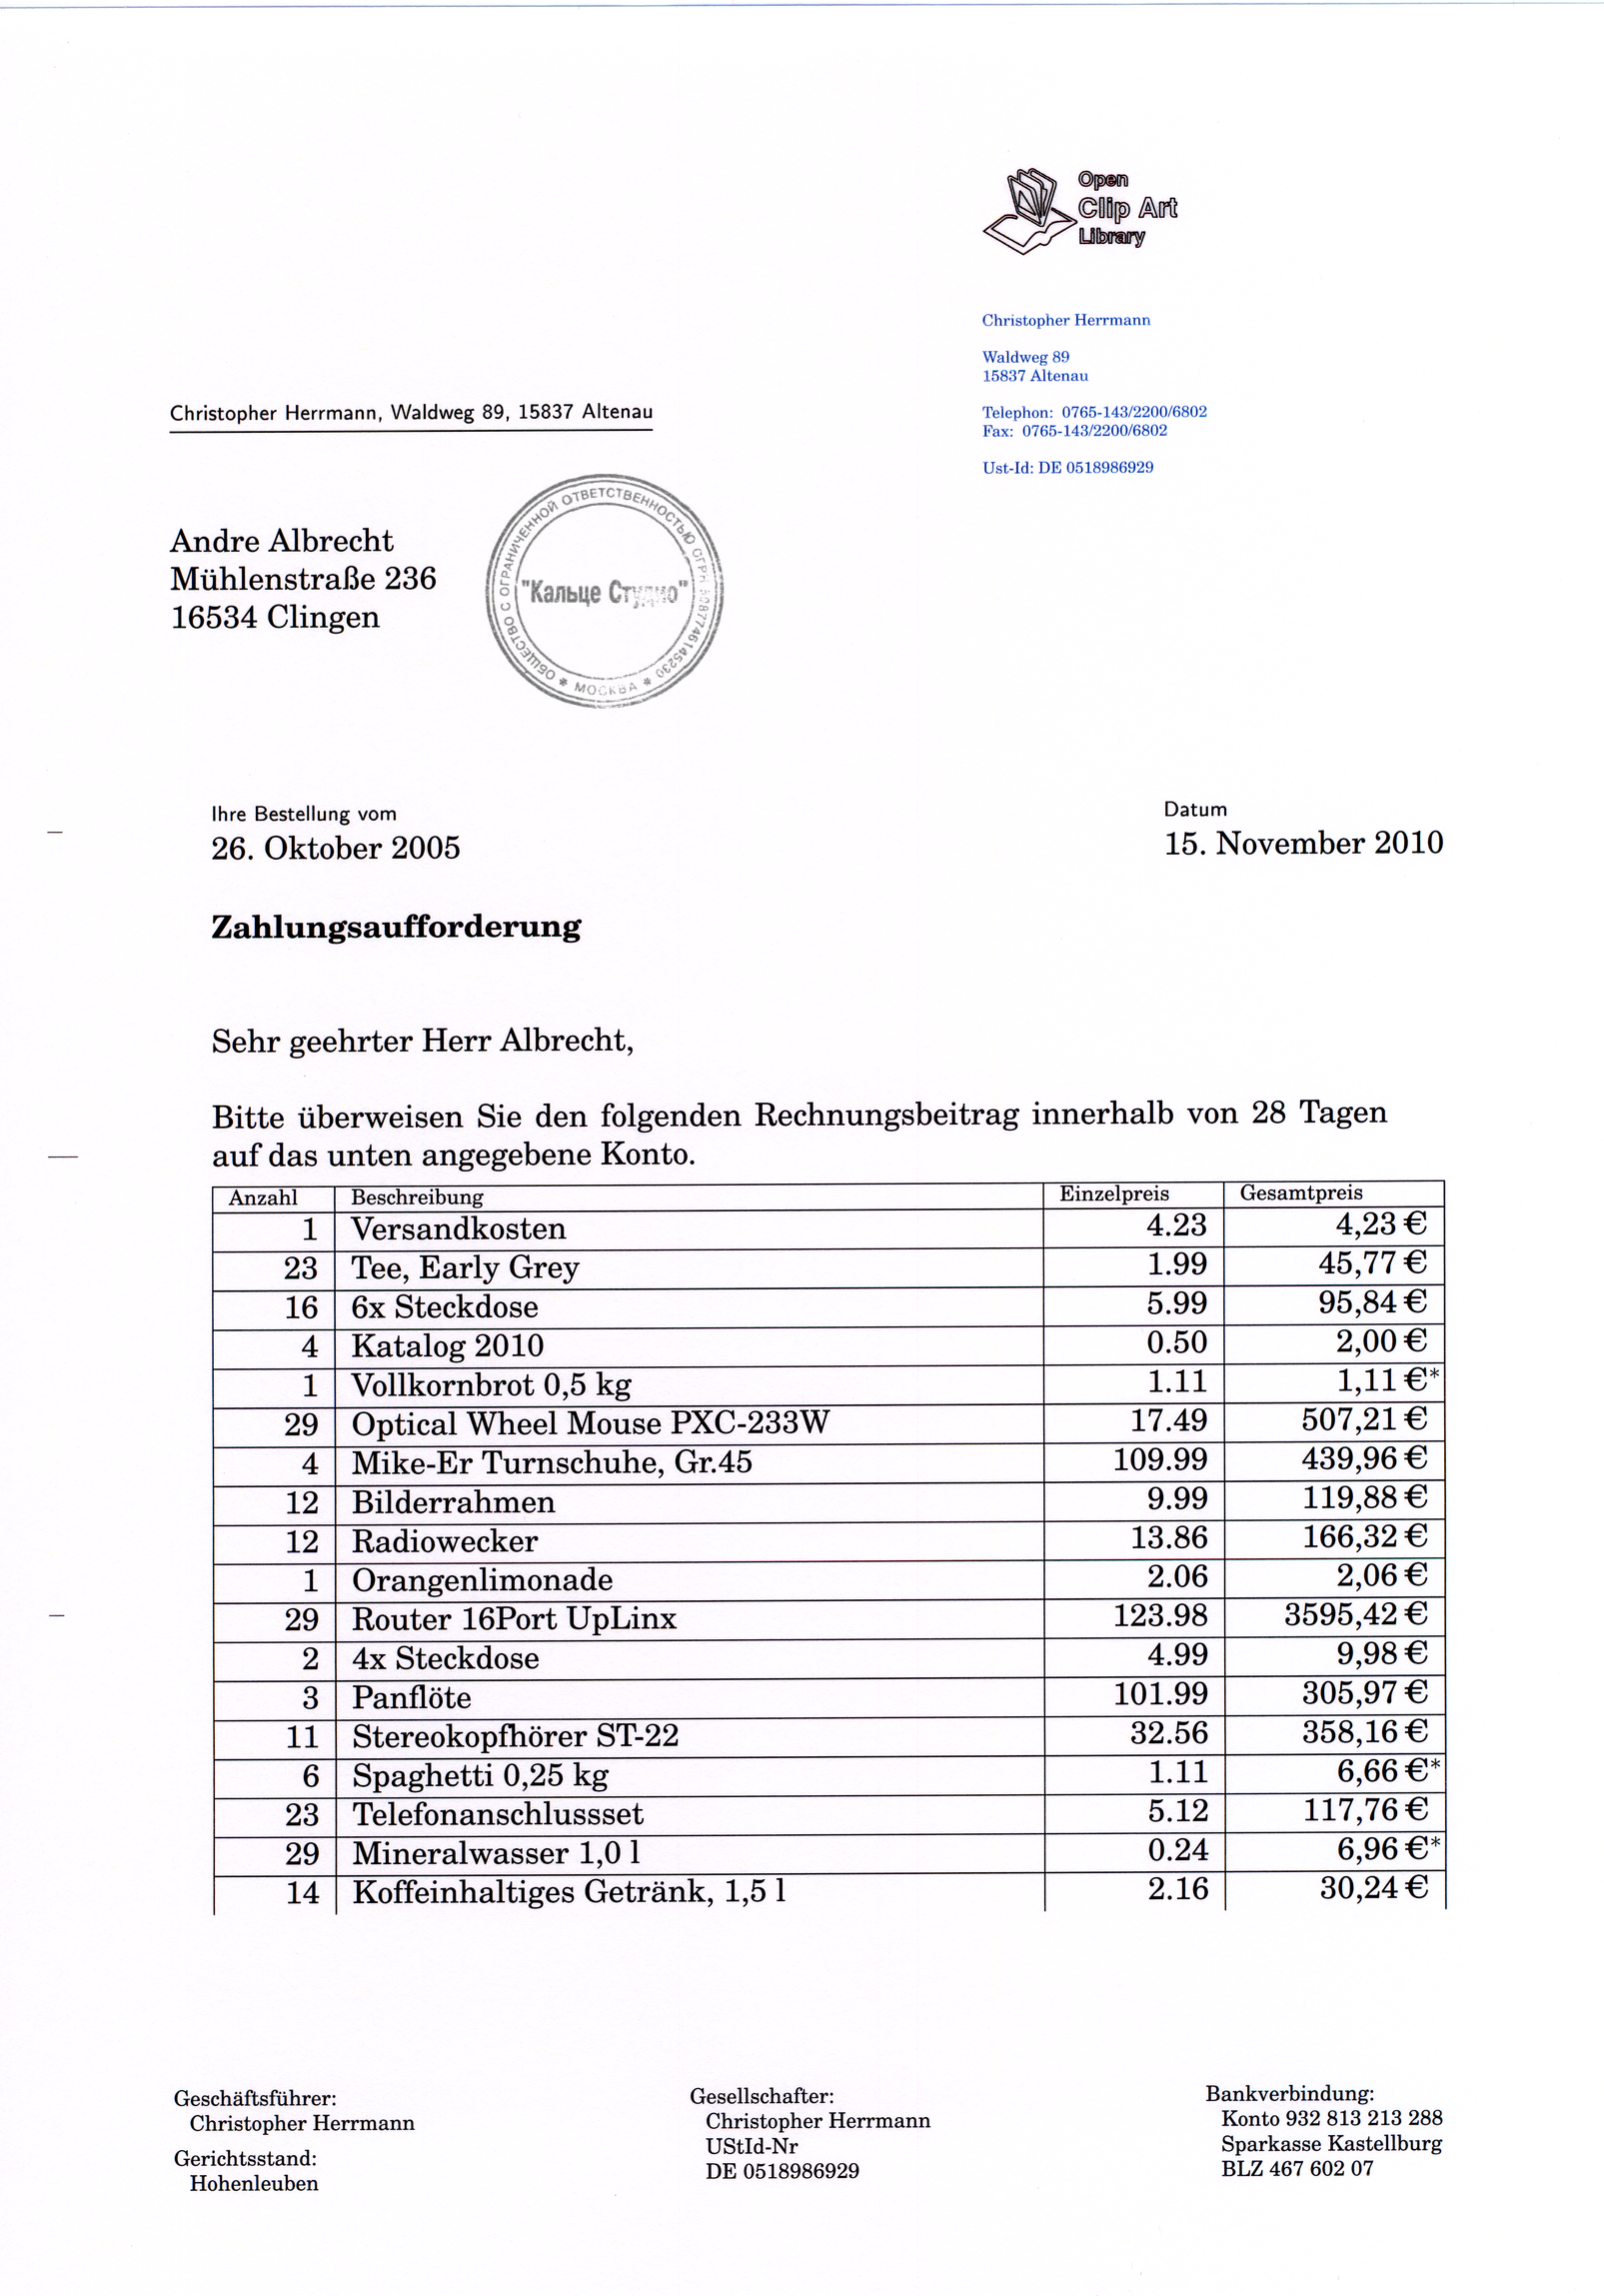 Open
Clip Art
Library
Christopher Herrmann
Waldweg 89
15837 Altenau
Telephon: 0765-143/2200/6802
Fax: 0765-143/2200/6802
Ust-Id: DE 0518986929
Christopher Herrmann, Waldweg 89, 15837 Altenau
Andre Albrecht
Mühlenstraße 236
16534 Clingen
ОБЩЕСТВО С ОГРАНИЧЕННОЙ ОТВЕТСТВЕННОСТЬЮ
"Кальце Студио"
* МОСКВА *
Ihre Bestellung vom
26. Oktober 2005
Datum
15. November 2010
Zahlungsaufforderung
Sehr geehrter Herr Albrecht,
Bitte überweisen Sie den folgenden Rechnungsbeitrag innerhalb von 28 Tagen
auf das unten angegebene Konto.
Anzahl Beschreibung Einzelpreis Gesamtpreis
1 Versandkosten 4.23 4,23 €
23 Tee, Early Grey 1.99 45,77 €
16 6x Steckdose 5.99 95,84 €
4 Katalog 2010 0.50 2,00 €
1 Vollkornbrot 0,5 kg 1.11 1,11 €*
29 Optical Wheel Mouse PXC-233W 17.49 507,21 €
4 Mike-Er Turnschuhe, Gr.45 109.99 439,96 €
12 Bilderrahmen 9.99 119,88 €
12 Radiowecker 13.86 166,32 €
1 Orangenlimonade 2.06 2,06 €
29 Router 16Port UpLinx 123.98 3595,42 €
2 4x Steckdose 4.99 9,98 €
3 Panflöte 101.99 305,97 €
11 Stereokopfhörer ST-22 32.56 358,16 €
6 Spaghetti 0,25 kg 1.11 6,66 €*
23 Telefonanschlussset 5.12 117,76 €
29 Mineralwasser 1,0 l 0.24 6,96 €*
14 Koffeinhaltiges Getränk, 1,5 l 2.16 30,24 €
Geschäftsführer:
Christopher Herrmann
Gerichtsstand:
Hohenleuben
Gesellschafter:
Christopher Herrmann
UStId-Nr
DE 0518986929
Bankverbindung:
Konto 932 813 213 288
Sparkasse Kastellburg
BLZ 467 602 07